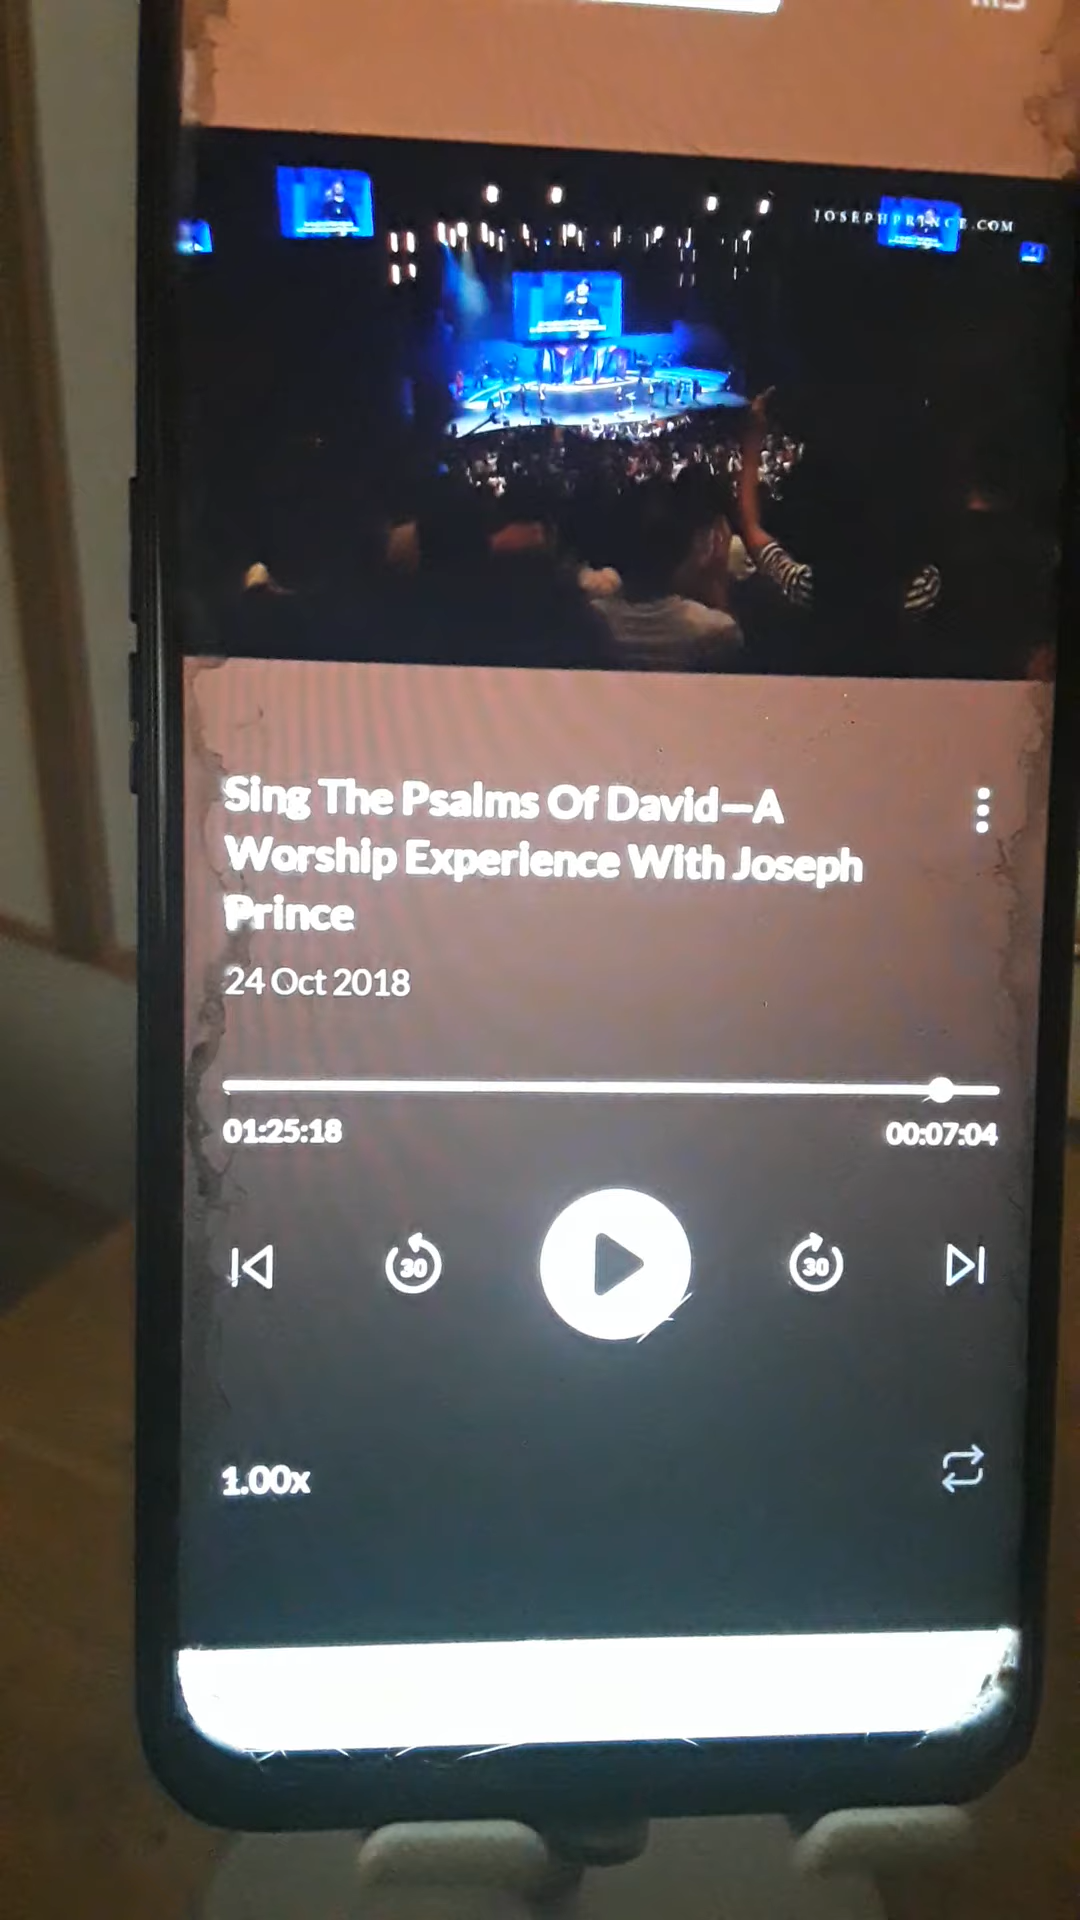 JOSEPHPRINCE.COM
Sing The Psalms Of David—A
Worship Experience With Joseph
Prince
24 Oct 2018
01:25:18
00:07:04
30
30
1.00x